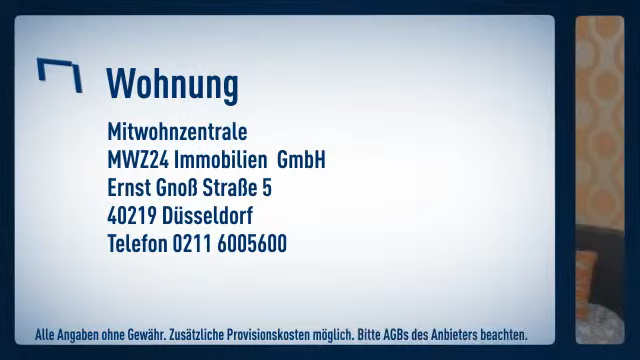 Wohnung
Mitwohnzentrale
MWZ24 Immobilien GmbH
Ernst Gnoß Straße 5
40219 Düsseldorf
Telefon 0211 6005600
Alle Angaben ohne Gewähr. Zusätzliche Provisionskosten möglich. Bitte AGBs des Anbieters beachten.